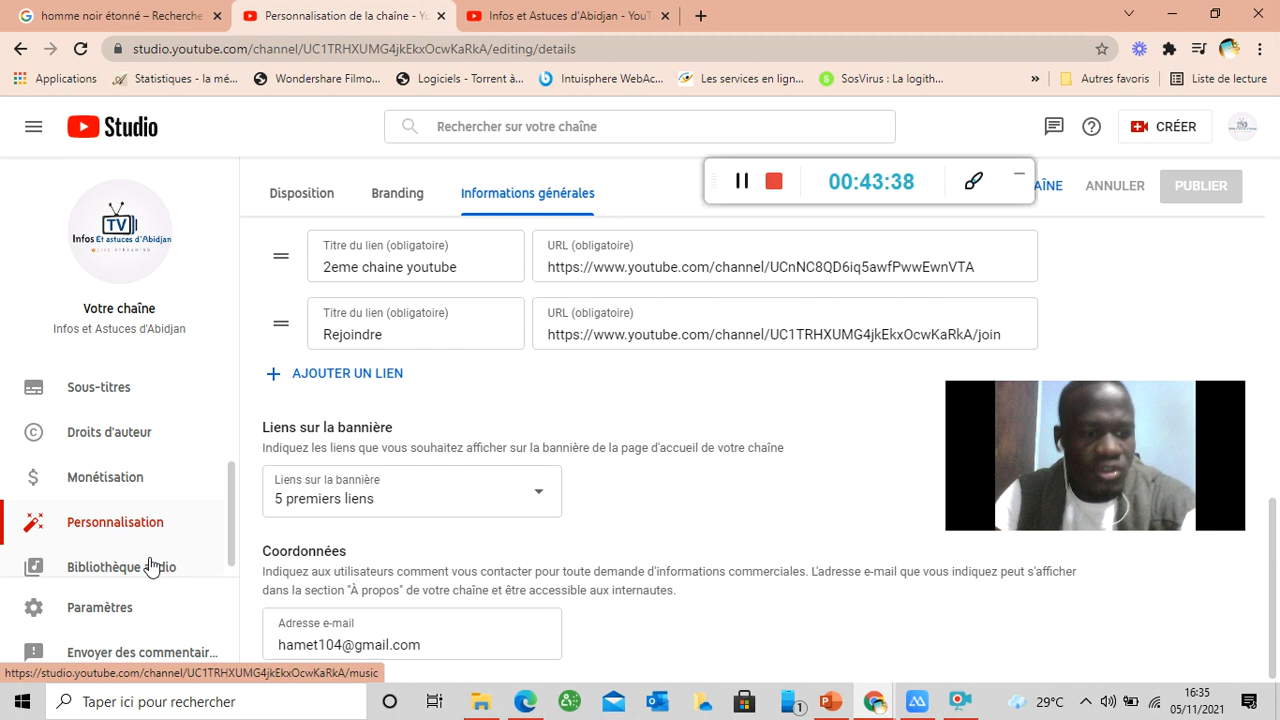 homme noir étonné - Recherche
Personnalisation de la chaîne - Y
Infos et Astuces d'Abidjan - YouT
studio.youtube.com/channel/UC1TRHXUMG4jkEkxOcwKaRkA/editing/details
Applications
Statistiques - la mé...
Wondershare Filmo...
Logiciels - Torrent à...
Intuisphere WebAc...
Les services en lign...
SosVirus : La logith...
»
Autres favoris
Liste de lecture
Studio
Rechercher sur votre chaîne
CRÉER
Disposition
Branding
Informations générales
00:43:38
AÎNE
ANNULER
PUBLIER
TV
Infos Et astuces d'Abidjan
LIVE STREAMING
Votre chaîne
Infos et Astuces d'Abidjan
Sous-titres
Droits d'auteur
Monétisation
Personnalisation
Bibliothèque
Paramètres
Envoyer des commentair...
Titre du lien (obligatoire)
2eme chaine youtube
URL (obligatoire)
https://www.youtube.com/channel/UCnNC8QD6iq5awfPwwEwnVTA
Titre du lien (obligatoire)
Rejoindre
URL (obligatoire)
https://www.youtube.com/channel/UC1TRHXUMG4jkEkxOcwKaRkA/join
AJOUTER UN LIEN
Liens sur la bannière
Indiquez les liens que vous souhaitez afficher sur la bannière de la page d'accueil de votre chaîne
Liens sur la bannière
5 premiers liens
Coordonnées
Indiquez aux utilisateurs comment vous contacter pour toute demande d'informations commerciales. L'adresse e-mail que vous indiquez peut s'afficher
dans la section "À propos" de votre chaîne et être accessible aux internautes.
Adresse e-mail
hamet104@gmail.com
https://studio.youtube.com/channel/UC1TRHXUMG4jkEkxOcwKaRkA/music
Taper ici pour rechercher
1
29°C
16:35
05/11/2021